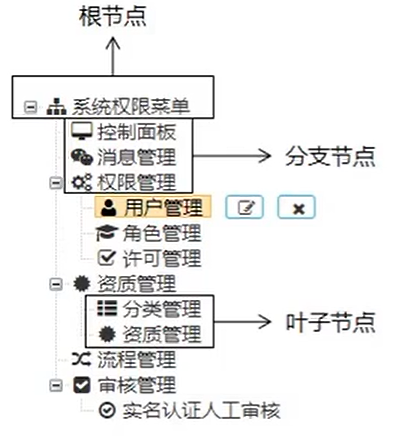 根节点
系统权限菜单
控制面板
消息管理
分支节点
权限管理
用户管理
角色管理
许可管理
资质管理
分类管理
资质管理
叶子节点
流程管理
审核管理
实名认证人工审核